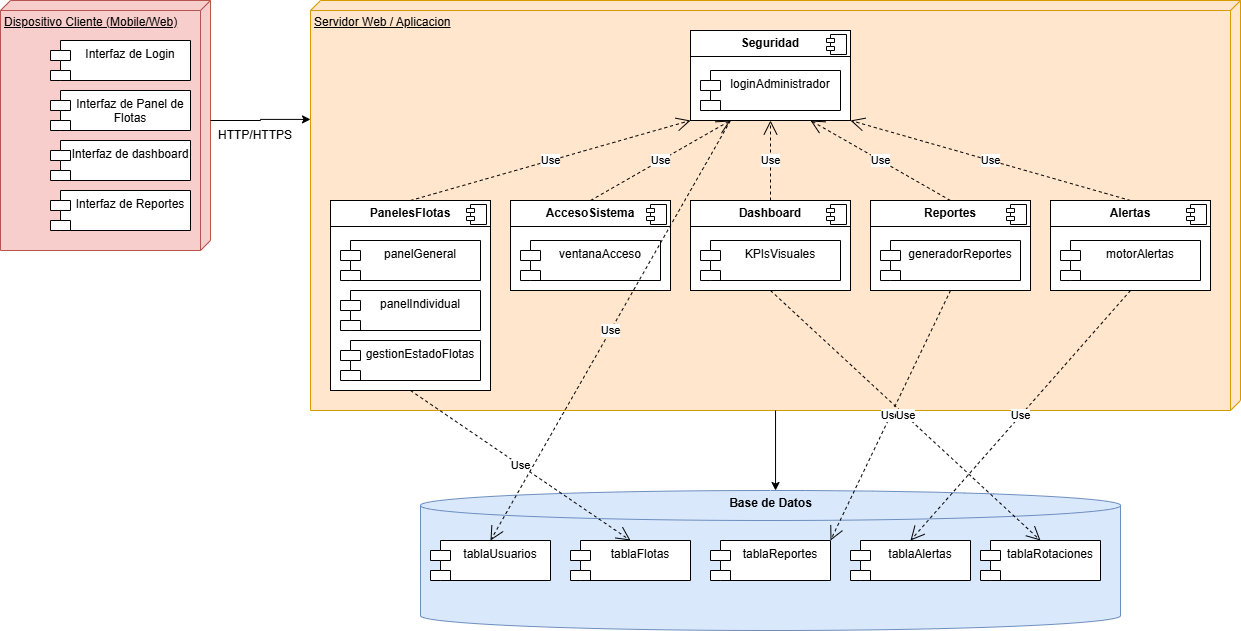 Dispositivo Cliente (Mobile/Web)
Interfaz de Login
Interfaz de Panel de
Flotas
Interfaz de dashboard
Interfaz de Reportes
HTTP/HTTPS
Servidor Web / Aplicacion
Seguridad
loginAdministrador
Use
Use
Use
Use
Use
PanelesFlotas
panelGeneral
panelIndividual
gestionEstadoFlotas
AccesoSistema
ventanaAcceso
Dashboard
KPIsVisuales
Reportes
generadorReportes
Alertas
motorAlertas
Use
Use
Use
Use
Use
Base de Datos
tablaUsuarios
tablaFlotas
tablaReportes
tablaAlertas
tablaRotaciones